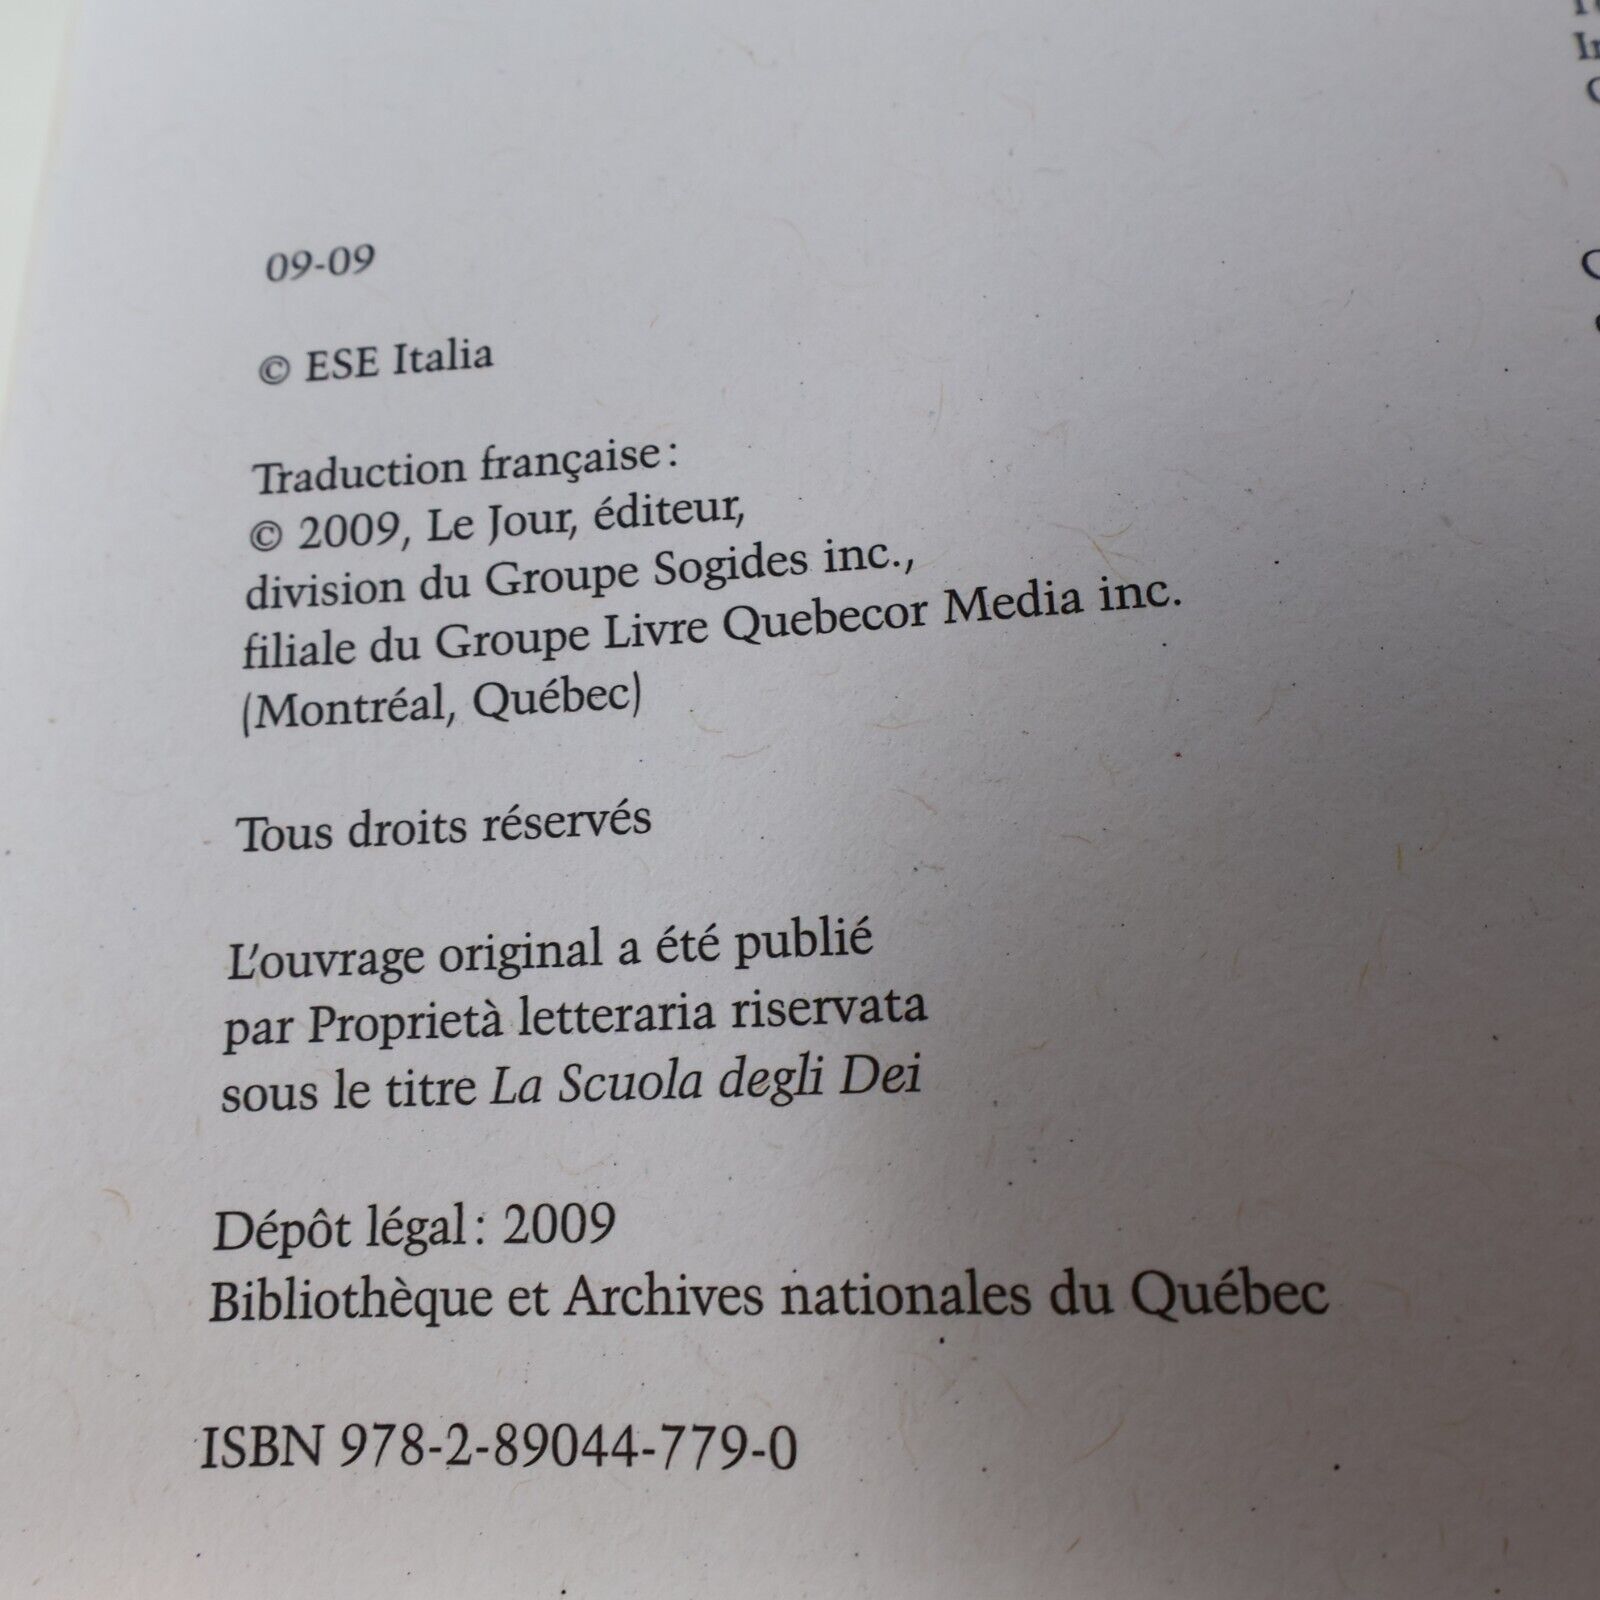 09-09
© ESE Italia
Traduction française :
© 2009, Le Jour, éditeur,
division du Groupe Sogides inc.,
filiale du Groupe Livre Quebecor Media inc.
(Montréal, Québec)
Tous droits réservés
L'ouvrage original a été publié
par Proprietà letteraria riservata
sous le titre La Scuola degli Dei
Dépôt légal : 2009
Bibliothèque et Archives nationales du Québec
ISBN 978-2-89044-779-0